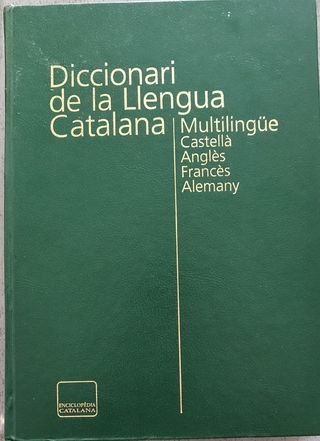 Diccionari
de la Llengua
Catalana
Multilingüe
Castellà
Anglès
Francès
Alemany
ENCICLOPÈDIA
CATALANA